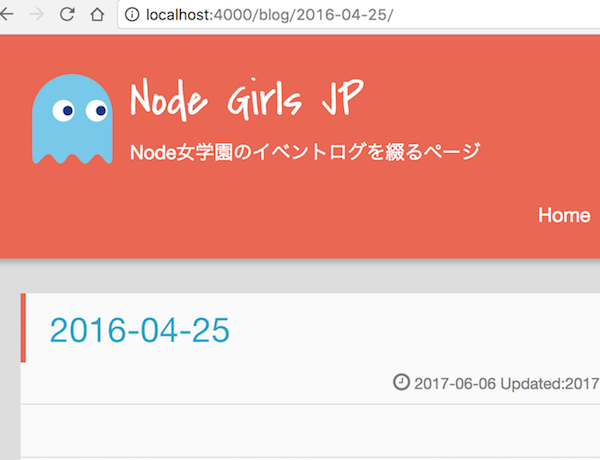 localhost:4000/blog/2016-04-25/
Node Girls JP
Node女学園のイベントログを綴るページ
Home
2016-04-25
2017-06-06 Updated:2017